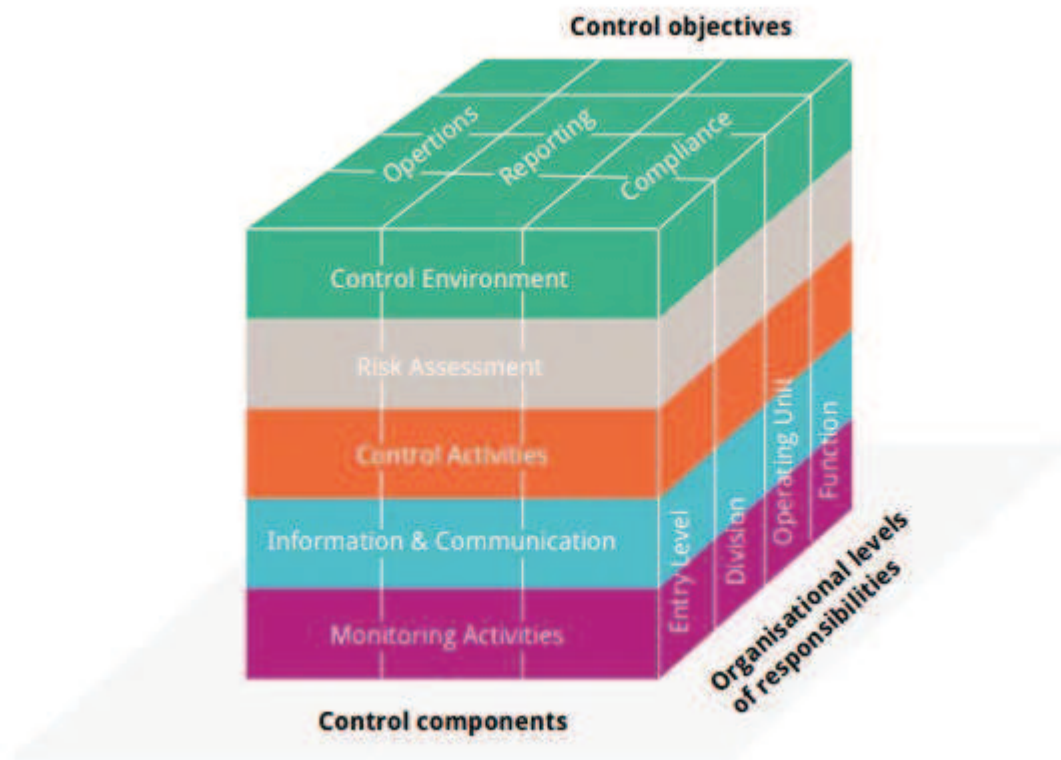 Control objectives
Opertions
Reporting
Compliance
Control Environment
Risk Assessment
Control Activities
Information & Communication
Monitoring Activities
Entry Level
Division
Operating Unit
Function
Organisational levels
of responsibilities
Control components